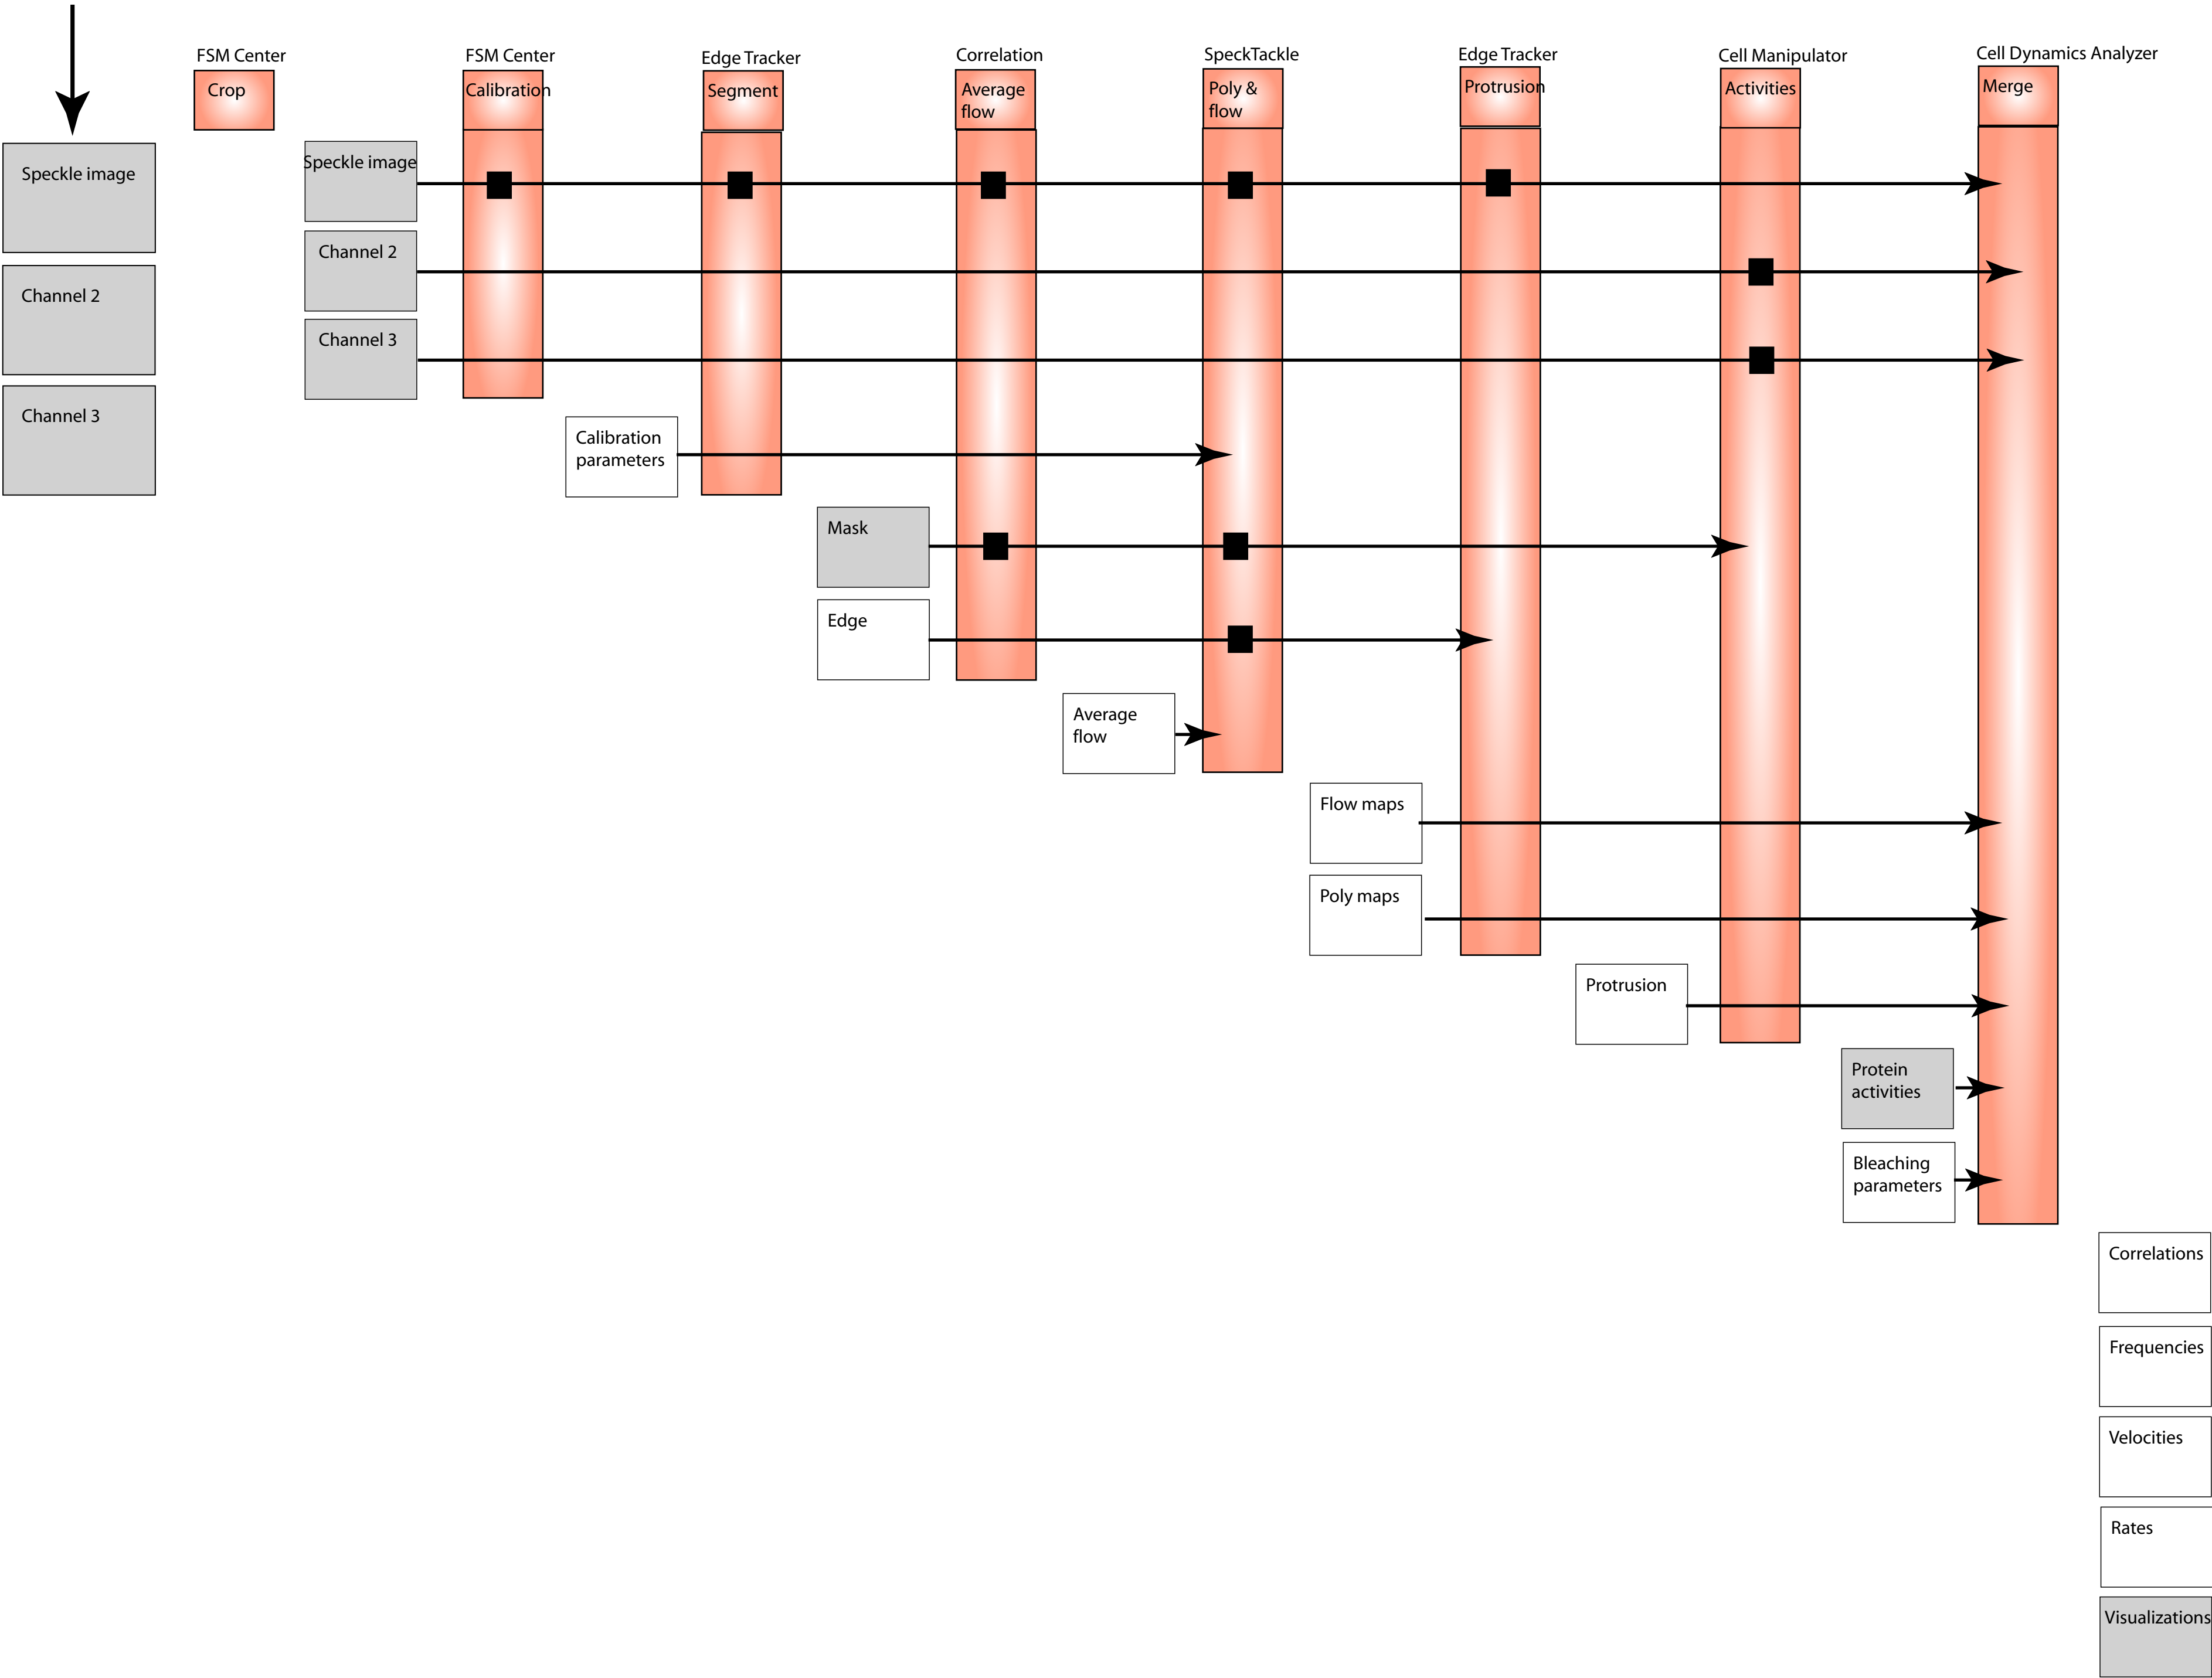 FSM Center
FSM Center
Edge Tracker
Correlation
SpeckTackle
Edge Tracker
Cell Manipulator
Cell Dynamics Analyzer
Crop
Calibration
Segment
Average
flow
Poly &
flow
Protrusion
Activities
Merge
Speckle image
Speckle image
Channel 2
Channel 2
Channel 3
Channel 3
Calibration
parameters
Mask
Edge
Average
flow
Flow maps
Poly maps
Protrusion
Protein
activities
Bleaching
parameters
Correlations
Frequencies
Velocities
Rates
Visualizations